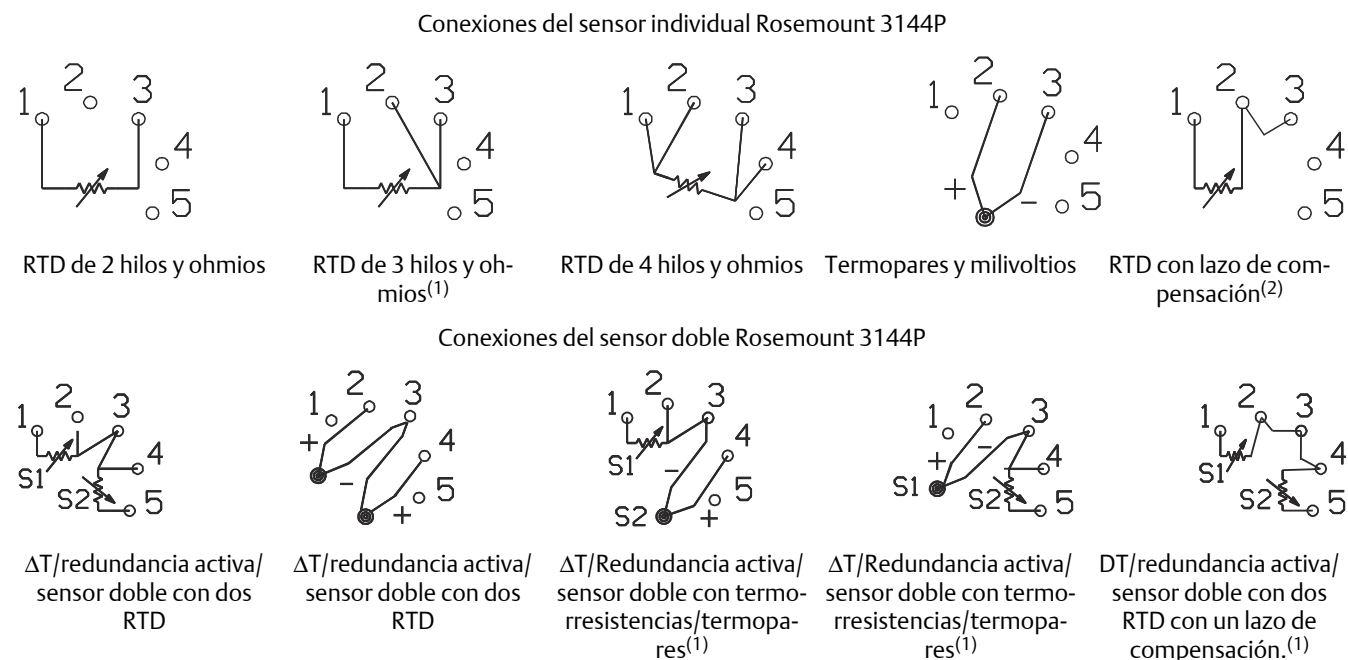 Conexiones del sensor individual Rosemount 3144P
1 2 3 4 5
1 2 3 4 5
1 2 3 4 5
1 2 3 4 5 + −
1 2 3 4 5
RTD de 2 hilos y ohmios
RTD de 3 hilos y oh-
mios(1)
RTD de 4 hilos y ohmios
Termopares y milivoltios
RTD con lazo de com-
pensación(2)
Conexiones del sensor doble Rosemount 3144P
1 2 3 4 5 S1 S2
1 2 3 4 5 + − +
1 2 3 4 5 S1 − S2 +
1 2 3 4 5 + − S1 S2
1 2 3 4 5 S1 S2
ΔT/redundancia activa/
sensor doble con dos
RTD
ΔT/redundancia activa/
sensor doble con dos
RTD
ΔT/Redundancia activa/
sensor doble con termo-
rresistencias/termopa-
res(1)
ΔT/Redundancia activa/
sensor doble con termo-
rresistencias/termopa-
res(1)
DT/redundancia activa/
sensor doble con dos
RTD con un lazo de
compensación.(1)